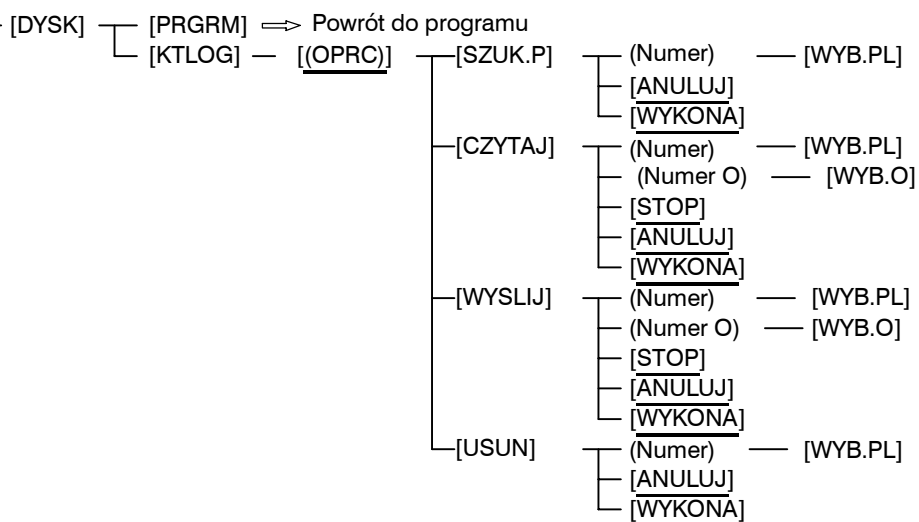 [DYSK] [PRGRM] Powrót do programu
[KTLOG] [(OPRC)] [SZUK.P] (Numer) [WYB.PL]
[ANULUJ]
[WYKONA]
[CZYTAJ] (Numer) [WYB.PL]
(Numer O) [WYB.O]
[STOP]
[ANULUJ]
[WYKONA]
[WYSLIJ] (Numer) [WYB.PL]
(Numer O) [WYB.O]
[STOP]
[ANULUJ]
[WYKONA]
[USUN] (Numer) [WYB.PL]
[ANULUJ]
[WYKONA]